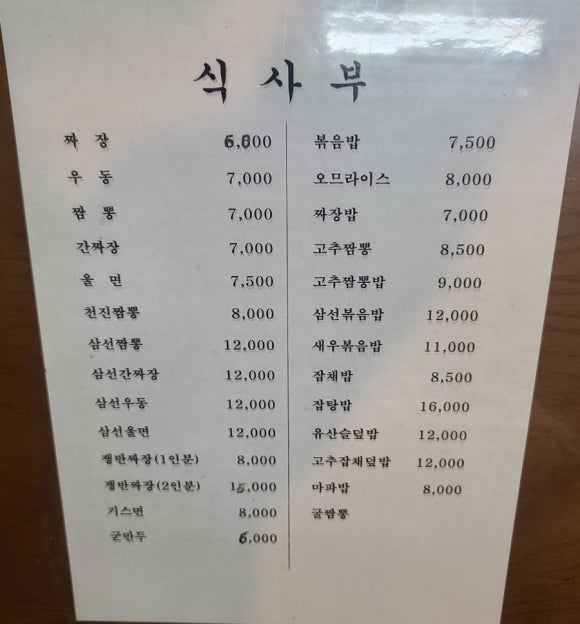 식사부
짜장 6,000
우동 7,000
짬뽕 7,000
간짜장 7,000
울면 7,500
천진짬뽕 8,000
삼선짬뽕 12,000
삼선간짜장 12,000
삼선우동 12,000
삼선울면 12,000
쟁반짜장(1인분) 8,000
쟁반짜장(2인분) 15,000
기스면 8,000
군만두 6,000
볶음밥 7,500
오므라이스 8,000
짜장밥 7,000
고추짬뽕 8,500
고추짬뽕밥 9,000
삼선볶음밥 12,000
새우볶음밥 11,000
잡채밥 8,500
잡탕밥 16,000
유산슬덮밥 12,000
고추잡채덮밥 12,000
마파밥 8,000
굴짬뽕